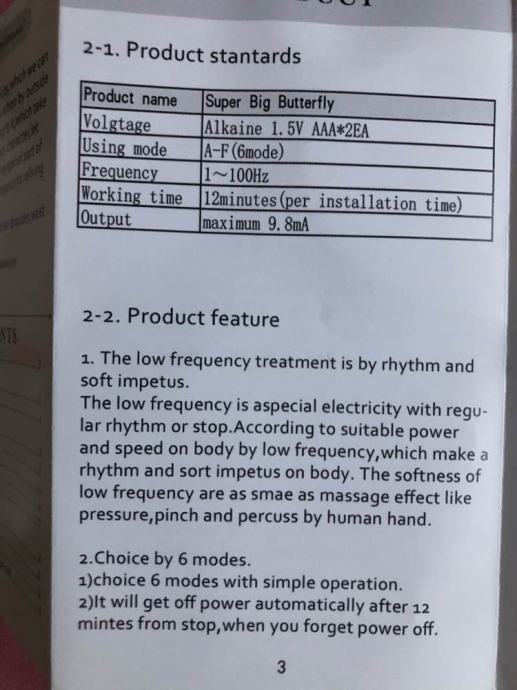 2-1. Product stantards
Product name Super Big Butterfly
Volgtage Alkaine 1.5V AAA*2EA
Using mode A-F(6mode)
Frequency 1~100Hz
Working time 12minutes(per installation time)
Output maximum 9.8mA
2-2. Product feature
1. The low frequency treatment is by rhythm and
soft impetus.
The low frequency is aspecial electricity with regu-
lar rhythm or stop.According to suitable power
and speed on body by low frequency,which make a
rhythm and sort impetus on body. The softness of
low frequency are as smae as massage effect like
pressure,pinch and percuss by human hand.
2.Choice by 6 modes.
1)choice 6 modes with simple operation.
2)It will get off power automatically after 12
mintes from stop,when you forget power off.
3